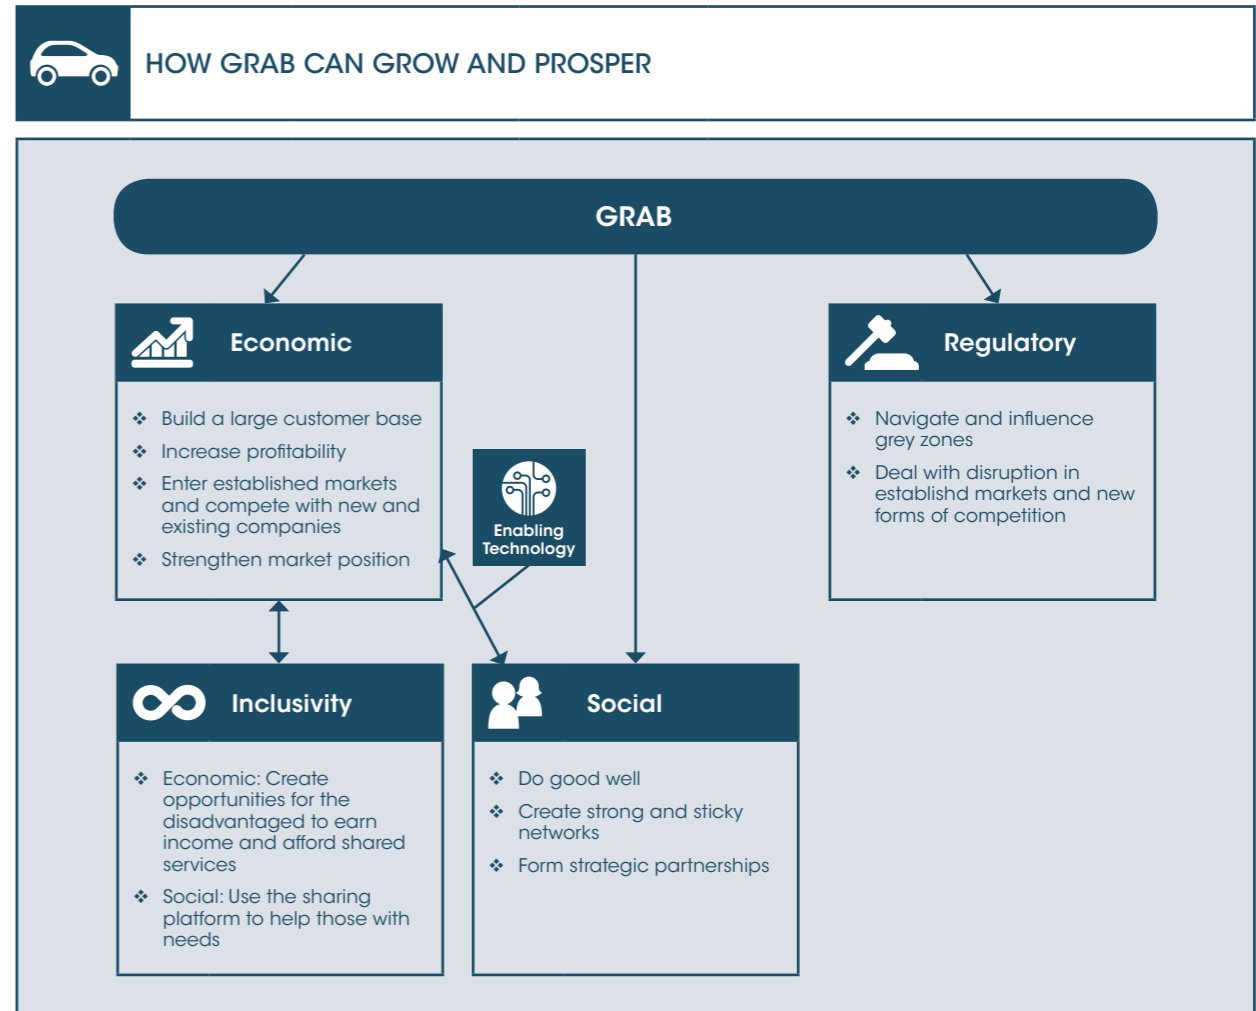 HOW GRAB CAN GROW AND PROSPER
GRAB
Economic
❖ Build a large customer base
❖ Increase profitability
❖ Enter established markets
and compete with new and
existing companies
❖ Strengthen market position
Enabling
Technology
Regulatory
❖ Navigate and influence
grey zones
❖ Deal with disruption in
establishd markets and new
forms of competition
Inclusivity
❖ Economic: Create
opportunities for the
disadvantaged to earn
income and afford shared
services
❖ Social: Use the sharing
platform to help those with
needs
Social
❖ Do good well
❖ Create strong and sticky
networks
❖ Form strategic partnerships